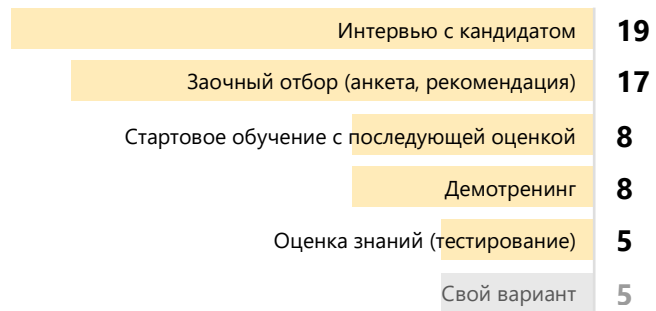 Интервью с кандидатом 19
Заочный отбор (анкета, рекомендация) 17
Стартовое обучение с последующей оценкой 8
Демотренинг 8
Оценка знаний (тестирование) 5
Свой вариант 5